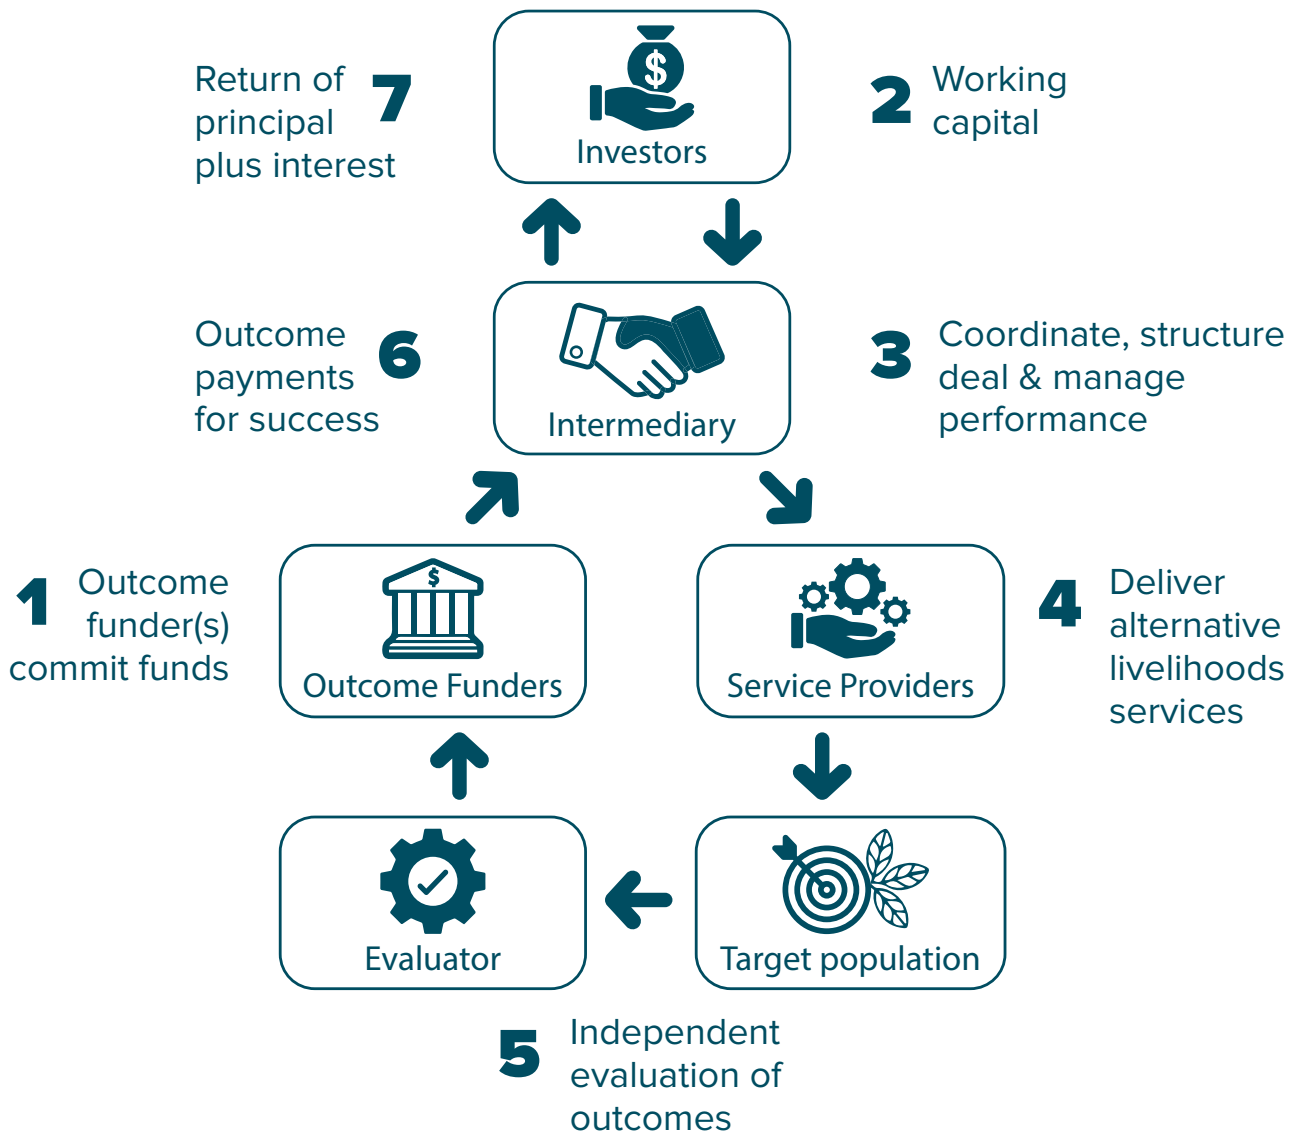 Return of
principal
plus interest
7
$
Investors
2
Working
capital
Outcome
payments
for success
6
Intermediary
3
Coordinate, structure
deal & manage
performance
1
Outcome
funder(s)
commit funds
$
Outcome Funders
Service Providers
4
Deliver
alternative
livelihoods
services
Evaluator
Target population
5
Independent
evaluation of
outcomes